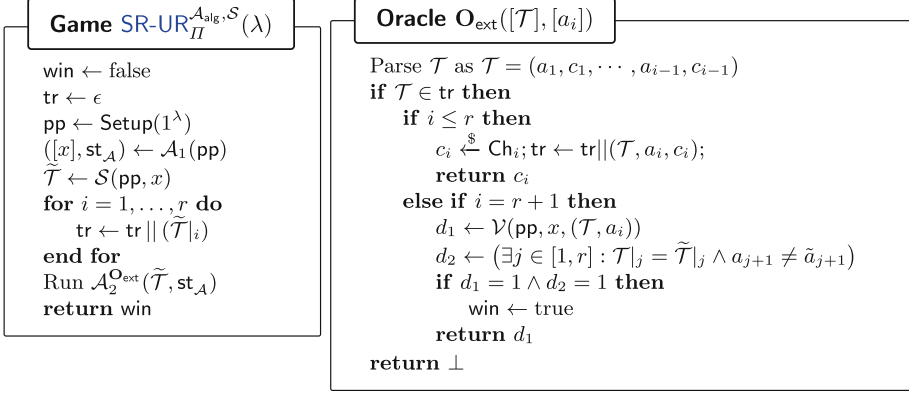 Game SR-UR_Π^{𝒜_alg,𝒮}(λ)
win ← false
tr ← ϵ
pp ← Setup(1^λ)
([x], st_𝒜) ← 𝒜_1(pp)
𝒯̃ ← 𝒮(pp, x)
for i = 1, . . . , r do
tr ← tr || (𝒯̃|_i)
end for
Run 𝒜_2^{O_ext}(𝒯̃, st_𝒜)
return win
Oracle O_ext([𝒯], [a_i])
Parse 𝒯 as 𝒯 = (a_1, c_1, · · · , a_{i−1}, c_{i−1})
if 𝒯 ∈ tr then
if i ≤ r then
c_i ←$ Ch_i; tr ← tr||(𝒯, a_i, c_i);
return c_i
else if i = r + 1 then
d_1 ← 𝒱(pp, x, (𝒯, a_i))
d_2 ← (∃j ∈ [1, r] : 𝒯|_j = 𝒯̃|_j ∧ a_{j+1} ≠ ã_{j+1})
if d_1 = 1 ∧ d_2 = 1 then
win ← true
return d_1
return ⊥